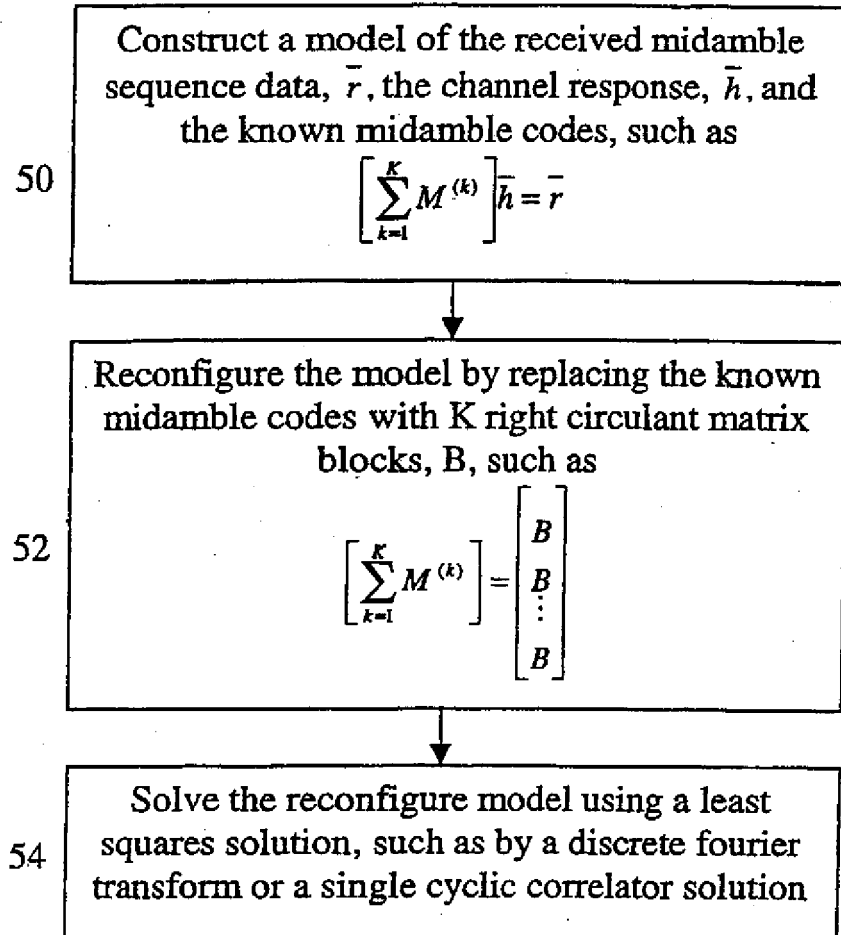 Construct a model of the received midamble
sequence data, r̄, the channel response, h̄, and
the known midamble codes, such as
50
[∑_{k=1}^{K} M^{(k)}] h̄ = r̄
Reconfigure the model by replacing the known
midamble codes with K right circulant matrix
blocks, B, such as
52
[∑_{k=1}^{K} M^{(k)}] = [B B ⋮ B]
Solve the reconfigure model using a least
54
squares solution, such as by a discrete fourier
transform or a single cyclic correlator solution